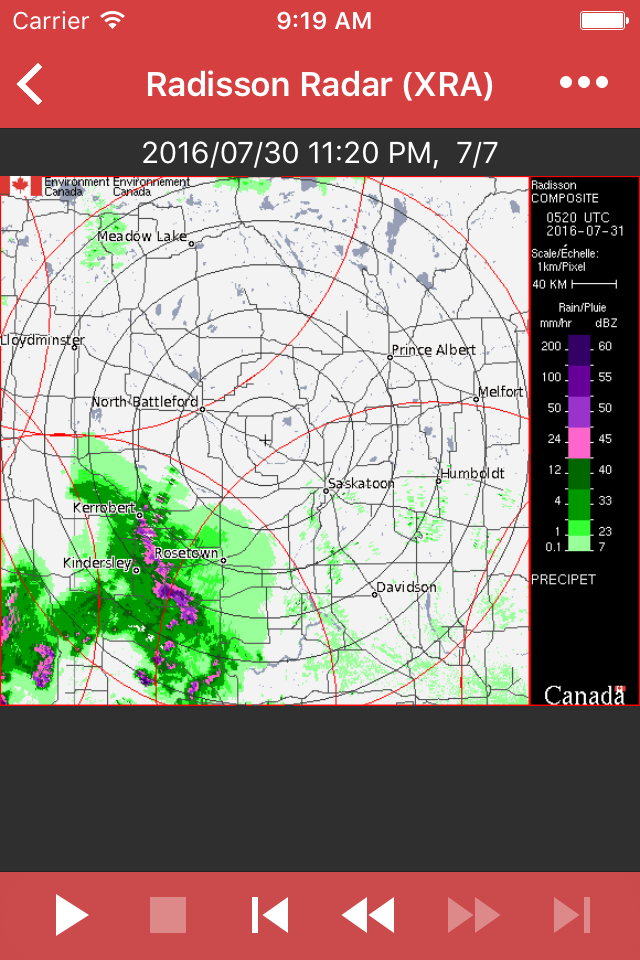 Carrier 9:19 AM
Radisson Radar (XRA)
2016/07/30 11:20 PM, 7/7
Environment Environnement
Canada Canada
Radisson
COMPOSITE
0520 UTC
2016-07-31
Scale/Échelle:
1km/Pixel
40 KM
Rain/Pluie
mm/hr dBZ
200 60
100 55
50 50
24 45
12 40
4 33
1 23
0.1 7
PRECIPET
Canada
Meadow Lake
Lloydminster
Prince Albert
Melfort
North Battleford
Humboldt
Saskatoon
Kerrobert
Rosetown
Kindersley
Davidson